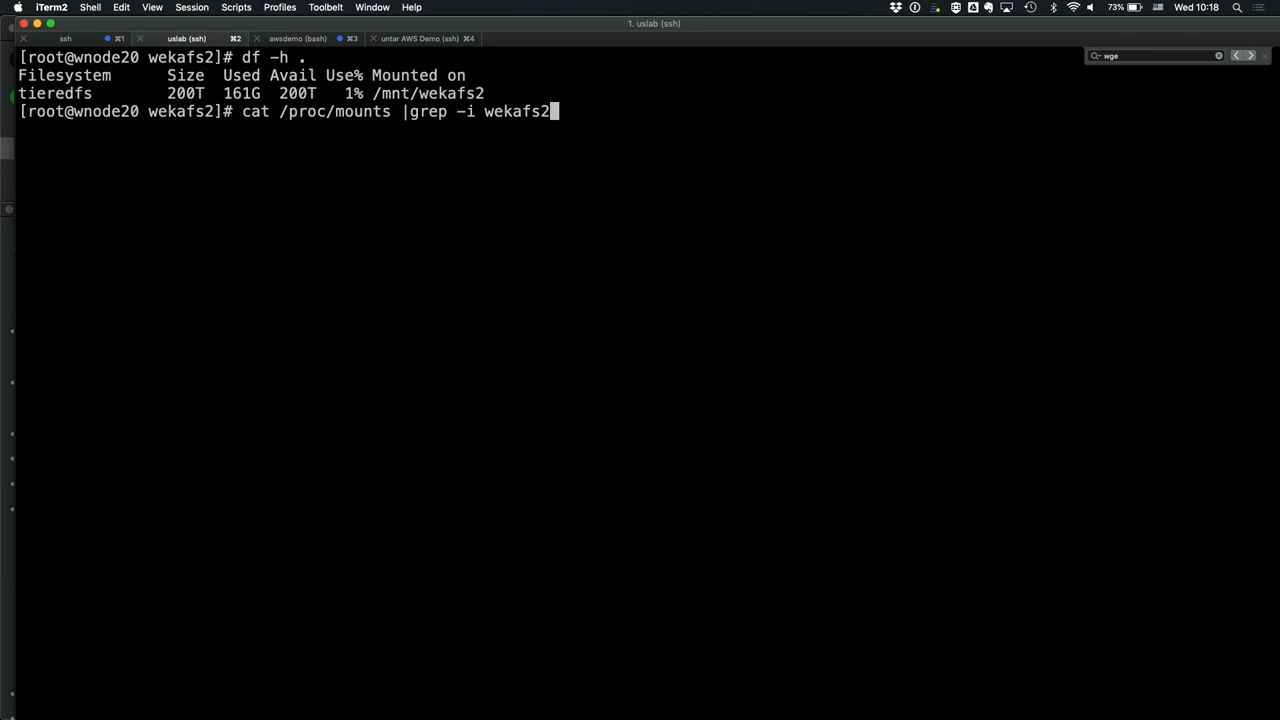 iTerm2 Shell Edit View Session Scripts Profiles Toolbelt Window Help 73% Wed 10:18
1. uslab (ssh)
ssh ⌘1 uslab (ssh) ⌘2 awsdemo (bash) ⌘3 untar AWS Demo (ssh) ⌘4
[root@wnode20 wekafs2]# df -h .
wge
Filesystem Size Used Avail Use% Mounted on
tieredfs 200T 161G 200T 1% /mnt/wekafs2
[root@wnode20 wekafs2]# cat /proc/mounts |grep -i wekafs2